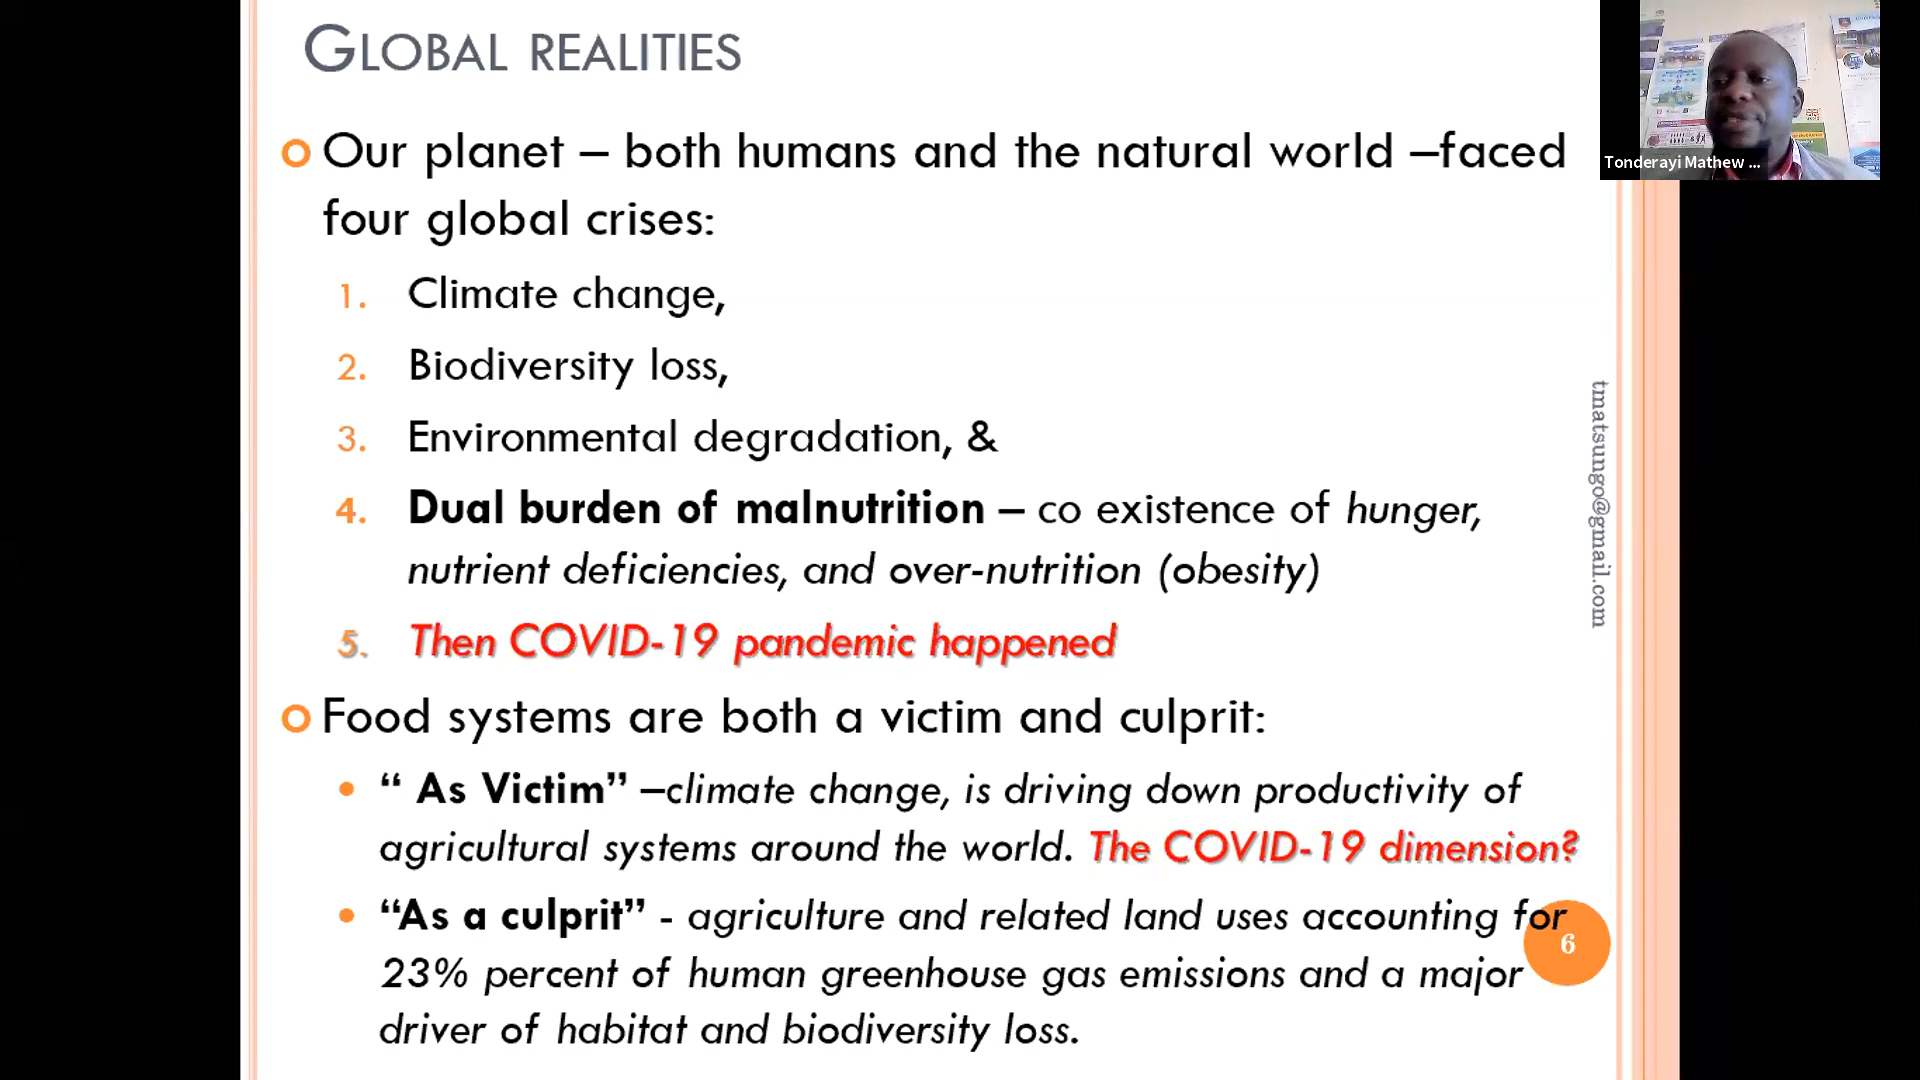 GLOBAL REALITIES
Our planet – both humans and the natural world –faced
four global crises:
1. Climate change,
2. Biodiversity loss,
3. Environmental degradation, &
4. Dual burden of malnutrition – co existence of hunger,
nutrient deficiencies, and over-nutrition (obesity)
5. Then COVID-19 pandemic happened
Food systems are both a victim and culprit:
• “ As Victim” –climate change, is driving down productivity of
agricultural systems around the world. The COVID-19 dimension?
• “As a culprit” - agriculture and related land uses accounting for
23% percent of human greenhouse gas emissions and a major
driver of habitat and biodiversity loss.
tmatsungo@gmail.com
6
Tonderayi Mathew ...